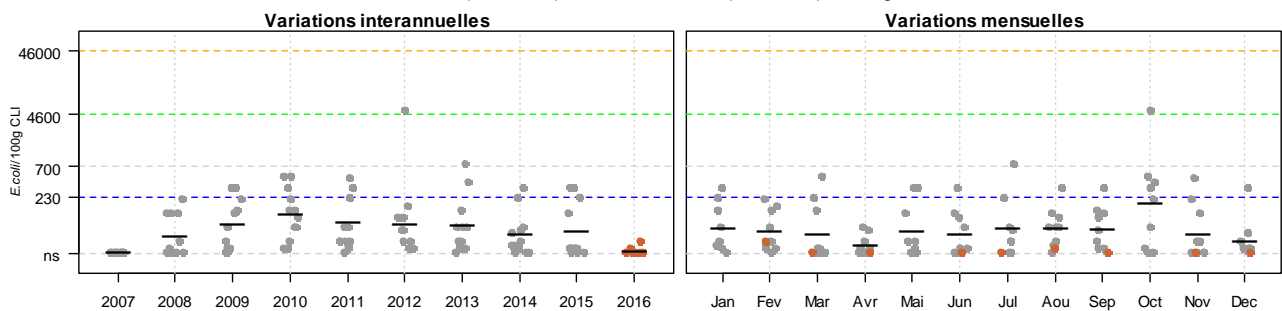 Variations interannuelles
Variations mensuelles
E.coli/100g CLI
46000
4600
700
230
ns
2007 2008 2009 2010 2011 2012 2013 2014 2015 2016
Jan Fev Mar Avr Mai Jun Jul Aou Sep Oct Nov Dec